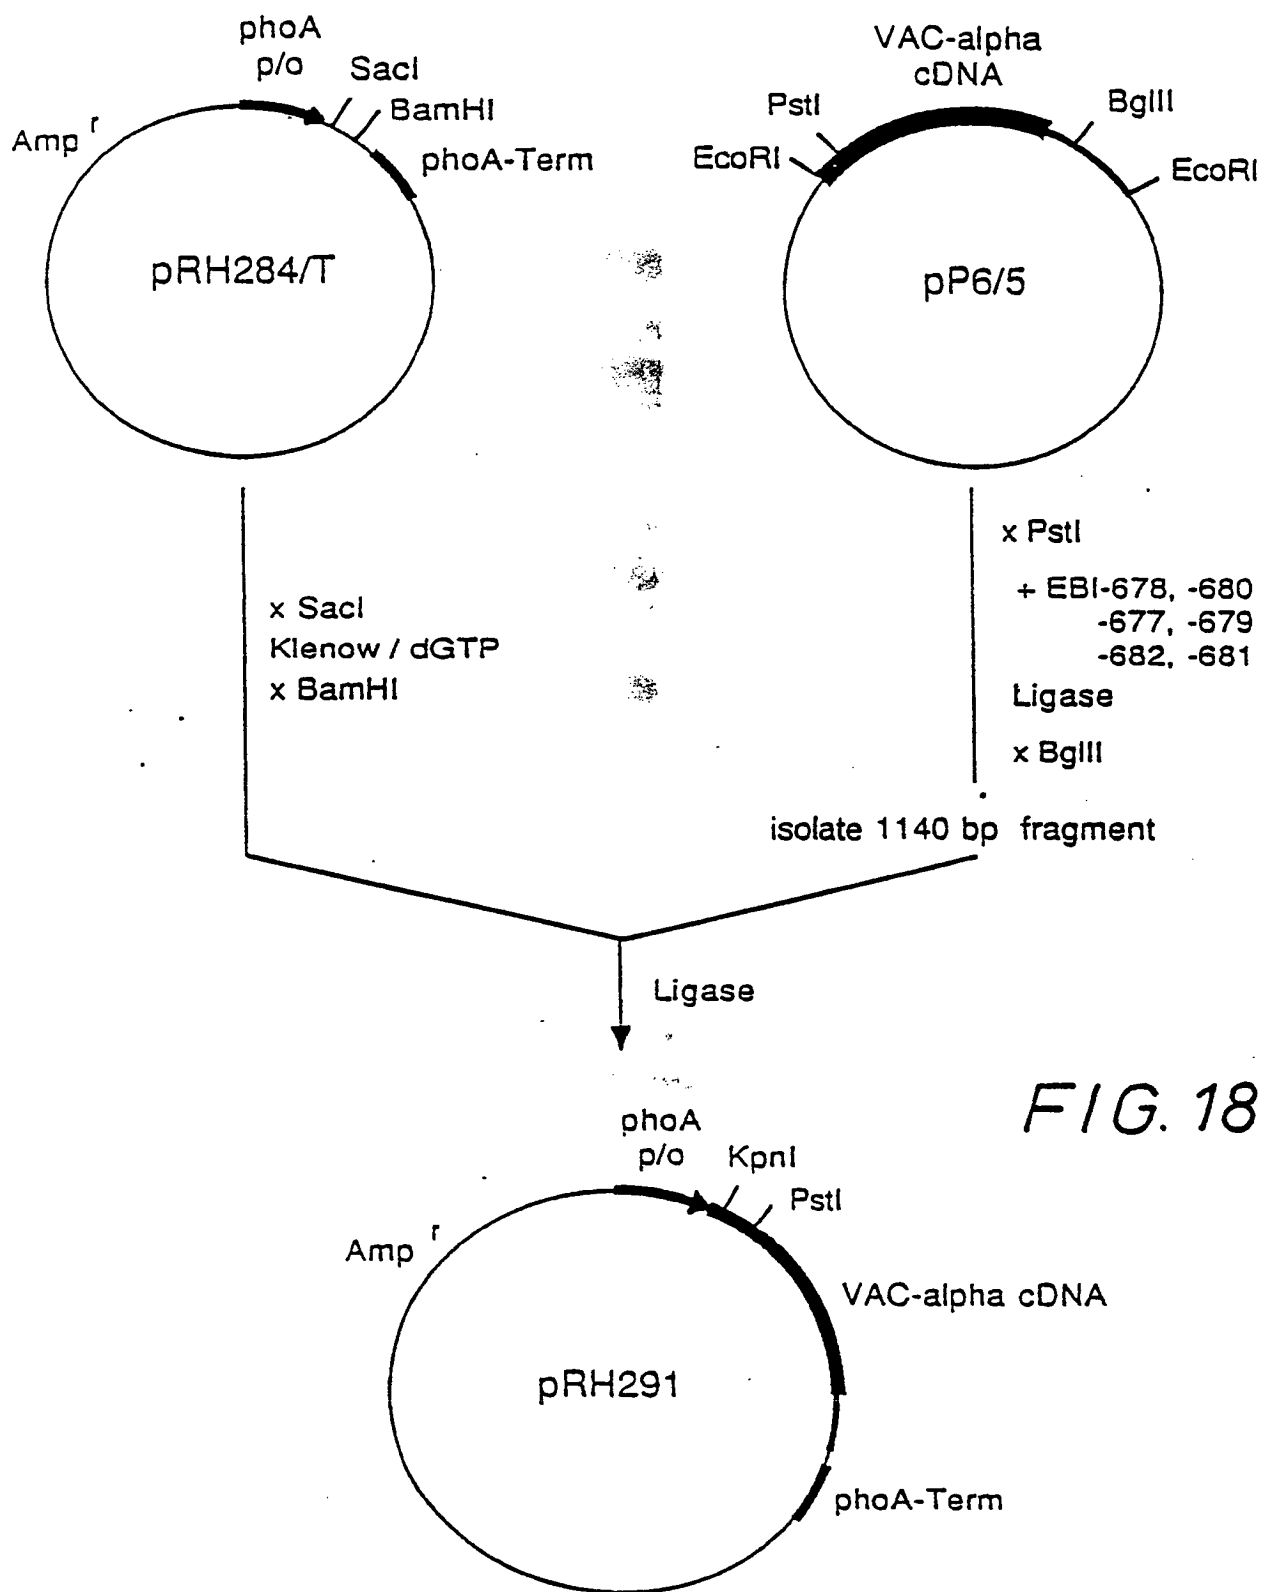 phoA
p/o
SacI
BamHI
Amp r
phoA-Term
pRH284/T
VAC-alpha
cDNA
PstI
BglII
EcoRI
EcoRI
pP6/5
x SacI
Klenow / dGTP
x BamHI
x PstI
+ EBI-678, -680
-677, -679
-682, -681
Ligase
x BglII
isolate 1140 bp fragment
Ligase
FIG. 18
phoA
p/o
KpnI
PstI
Amp r
VAC-alpha cDNA
pRH291
phoA-Term